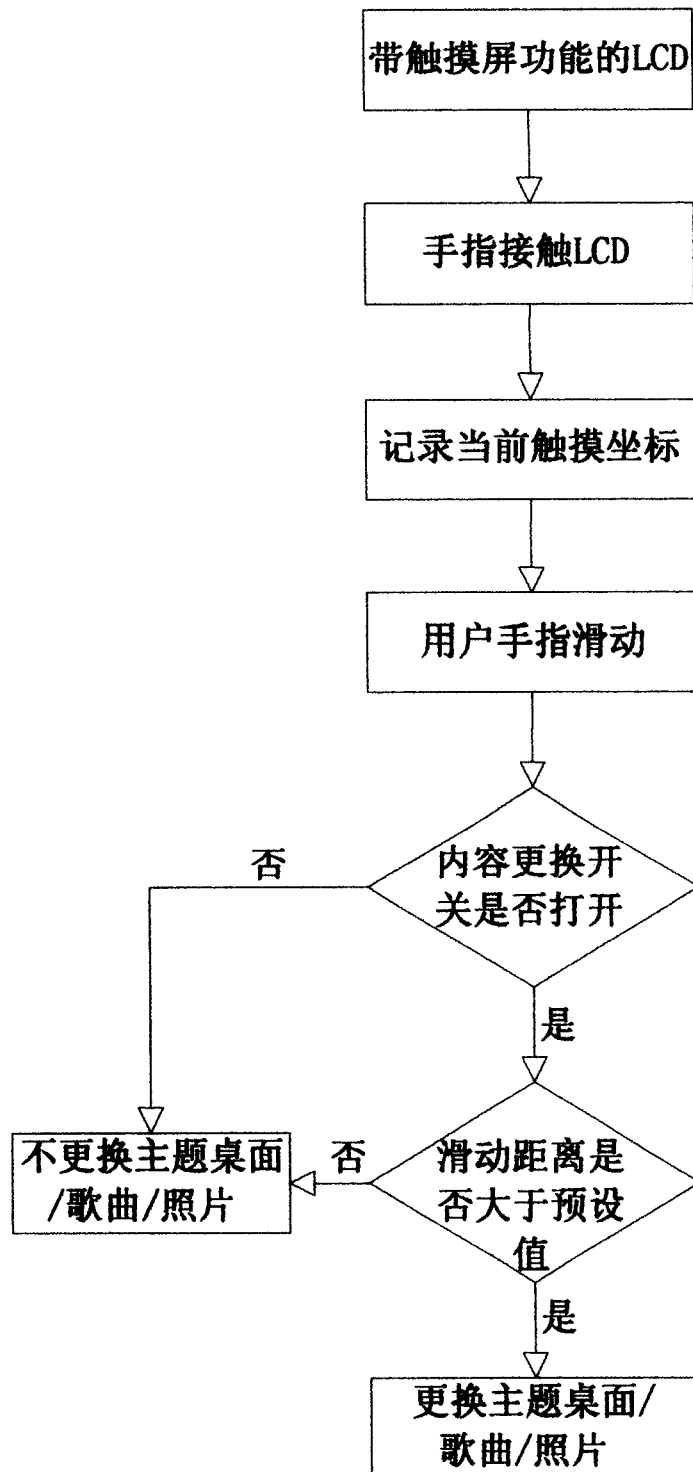 带触摸屏功能的LCD
手指接触LCD
记录当前触摸坐标
用户手指滑动
内容更换开
关是否打开
否
是
滑动距离是
否大于预设
值
否
不更换主题桌面
/歌曲/照片
是
更换主题桌面/
歌曲/照片